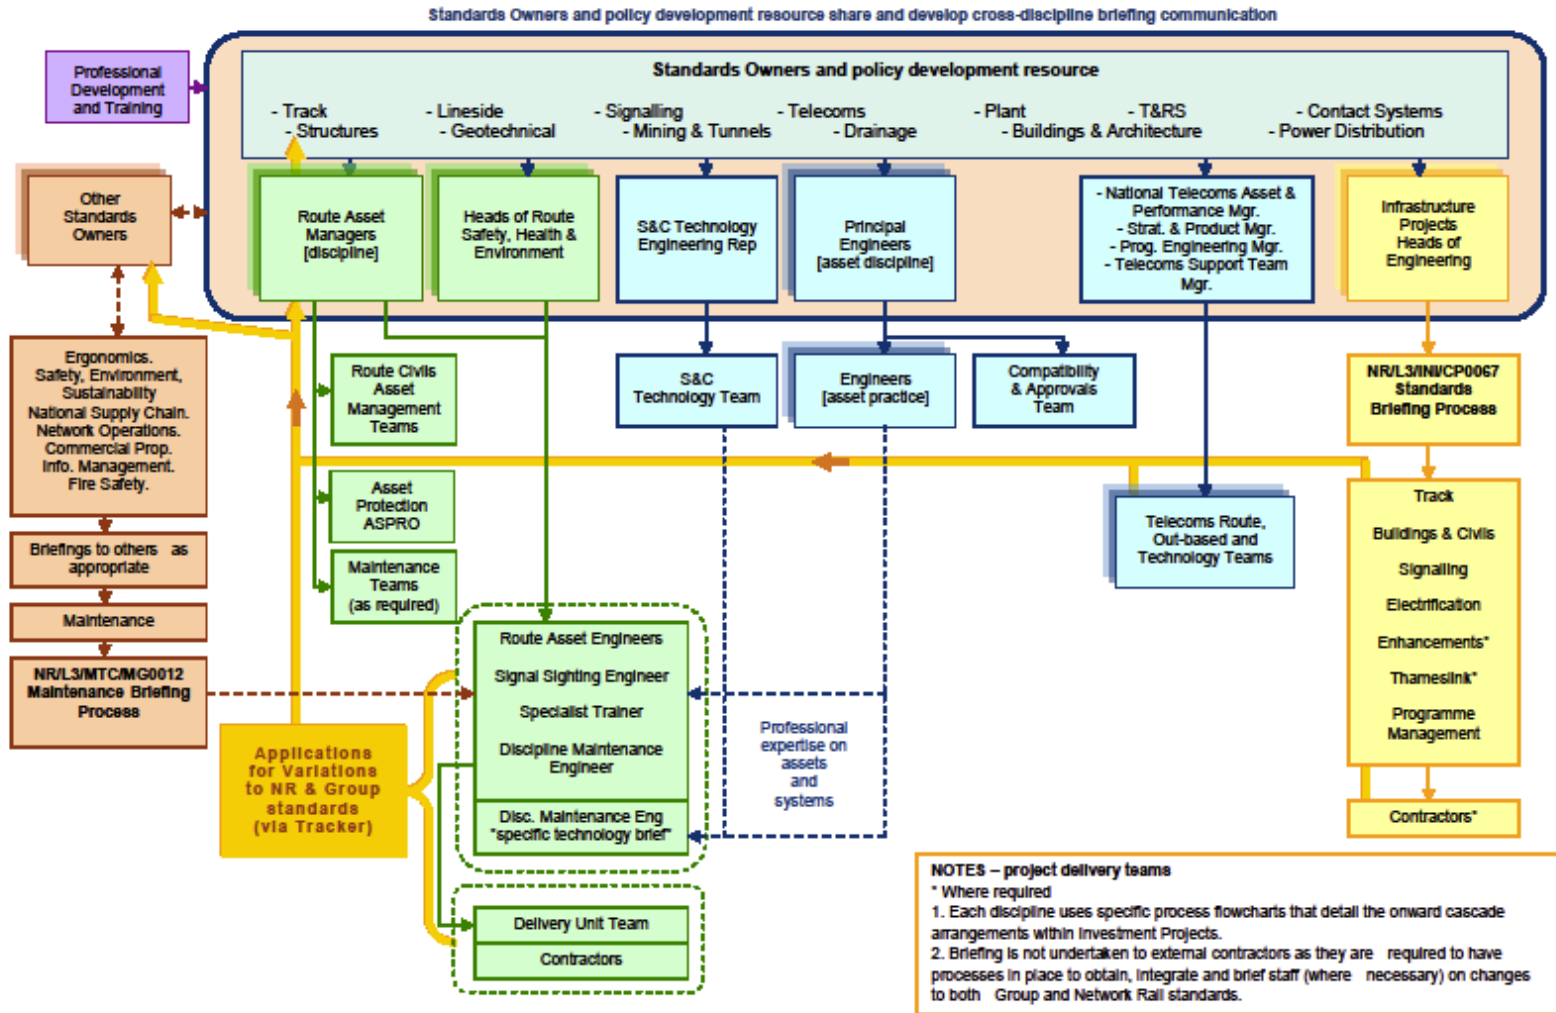 Standards Owners and policy development resource share and develop cross-discipline briefing communication
Professional
Development
and Training
Standards Owners and policy development resource
- Track
- Lineside
- Signalling
- Telecoms
- Plant
- T&RS
- Contact Systems
- Structures
- Geotechnical
- Mining & Tunnels
- Drainage
- Buildings & Architecture
- Power Distribution
Other
Standards
Owners
Route Asset
Managers
[discipline]
Heads of Route
Safety, Health &
Environment
S&C Technology
Engineering Rep
Principal
Engineers
[asset discipline]
- National Telecoms Asset &
Performance Mgr.
- Strat. & Product Mgr.
- Prog. Engineering Mgr.
- Telecoms Support Team
Mgr.
Infrastructure
Projects
Heads of
Engineering
Ergonomics.
Safety, Environment,
Sustainability
National Supply Chain.
Network Operations.
Commercial Prop.
Info. Management.
Fire Safety.
Route Civils
Asset
Management
Teams
S&C
Technology Team
Engineers
[asset practice]
Compatibility
& Approvals
Team
NR/L3/INI/CP0067
Standards
Briefing Process
Asset
Protection
ASPRO
Telecoms Route,
Out-based and
Technology Teams
Track
Buildings & Civils
Signalling
Electrification
Enhancements*
Thameslink*
Programme
Management
Briefings to others as
appropriate
Maintenance
Teams
(as required)
Maintenance
NR/L3/MTC/MG0012
Maintenance Briefing
Process
Route Asset Engineers
Signal Sighting Engineer
Specialist Trainer
Discipline Maintenance
Engineer
Disc. Maintenance Eng
"specific technology brief"
Professional
expertise on
assets
and
systems
Applications
for Variations
to NR & Group
standards
(via Tracker)
Contractors*
Delivery Unit Team
Contractors
NOTES – project delivery teams
* Where required
1. Each discipline uses specific process flowcharts that detail the onward cascade
arrangements within Investment Projects.
2. Briefing is not undertaken to external contractors as they are required to have
processes in place to obtain, integrate and brief staff (where necessary) on changes
to both Group and Network Rail standards.